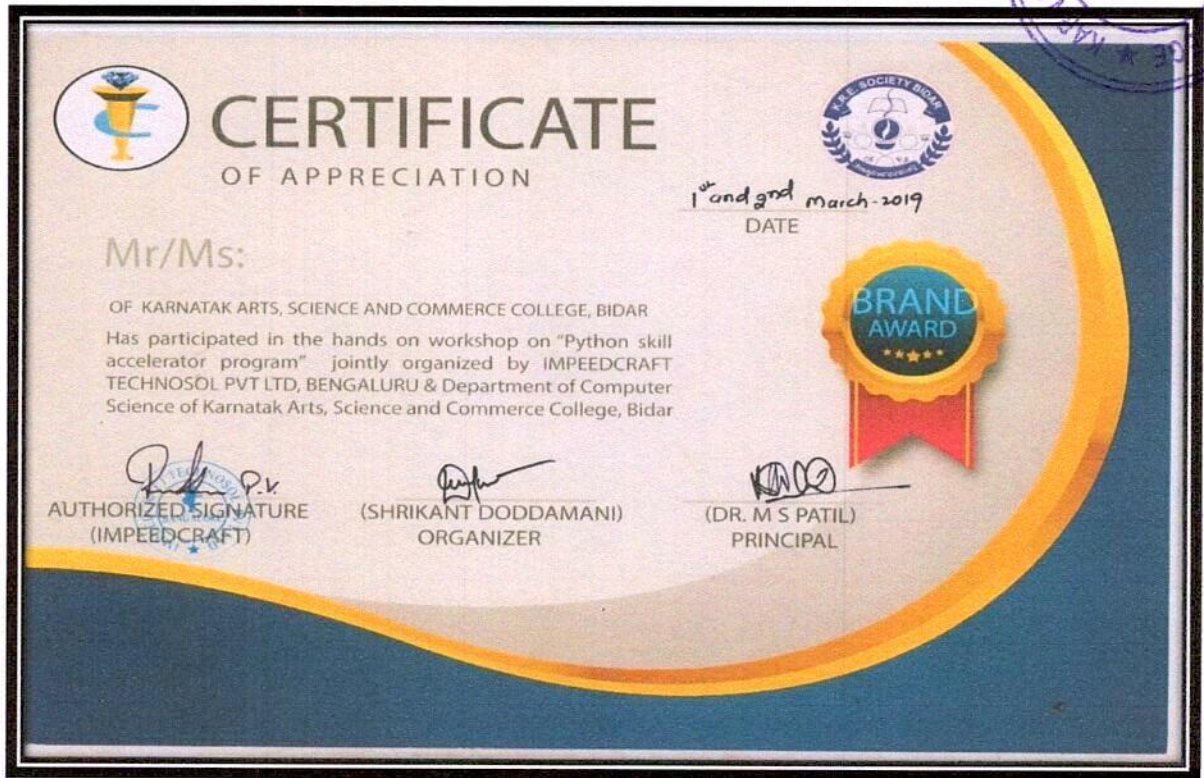 CERTIFICATE
OF APPRECIATION
K.R.E. SOCIETY BIDAR
1st and 2nd March-2019
DATE
Mr/Ms:
OF KARNATAK ARTS, SCIENCE AND COMMERCE COLLEGE, BIDAR
Has participated in the hands on workshop on "Python skill
accelerator program" jointly organized by IMPEEDCRAFT
TECHNOSOL PVT LTD, BENGALURU & Department of Computer
Science of Karnatak Arts, Science and Commerce College, Bidar
BRAND
AWARD
P.V.
AUTHORIZED SIGNATURE
(IMPEEDCRAFT)
(SHRIKANT DODDAMANI)
ORGANIZER
(DR. M S PATIL)
PRINCIPAL